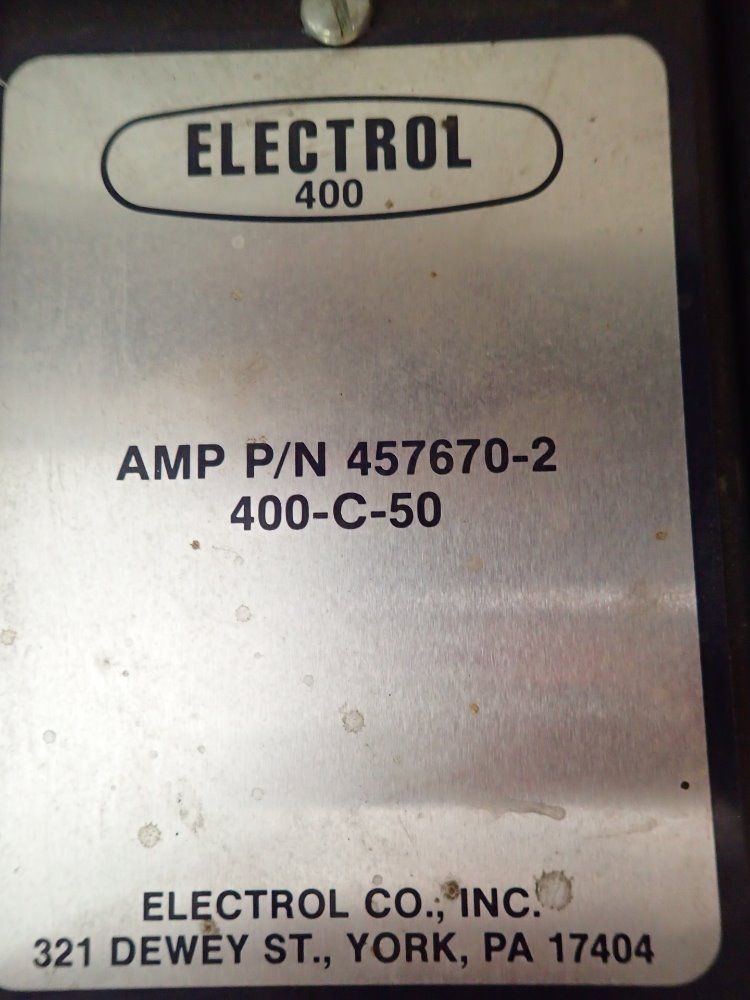 ELECTROL
400
AMP P/N 457670-2
400-C-50
ELECTROL CO., INC.
321 DEWEY ST., YORK, PA 17404